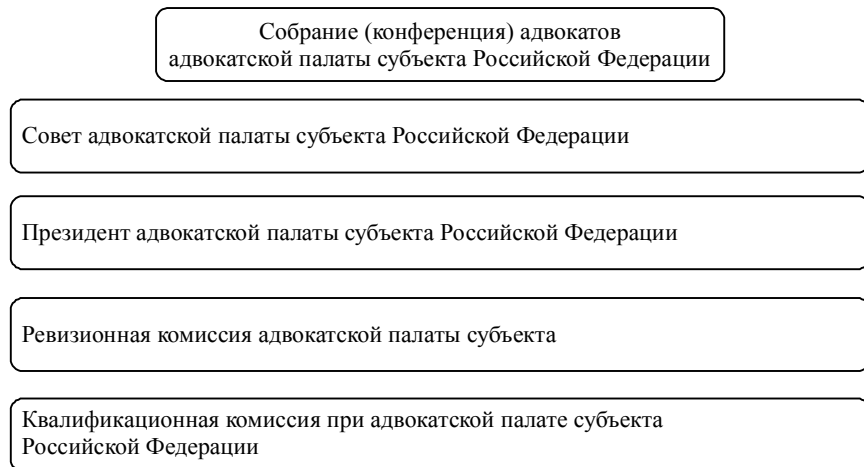 Собрание (конференция) адвокатов
адвокатской палаты субъекта Российской Федерации
Совет адвокатской палаты субъекта Российской Федерации
Президент адвокатской палаты субъекта Российской Федерации
Ревизионная комиссия адвокатской палаты субъекта
Квалификационная комиссия при адвокатской палате субъекта
Российской Федерации